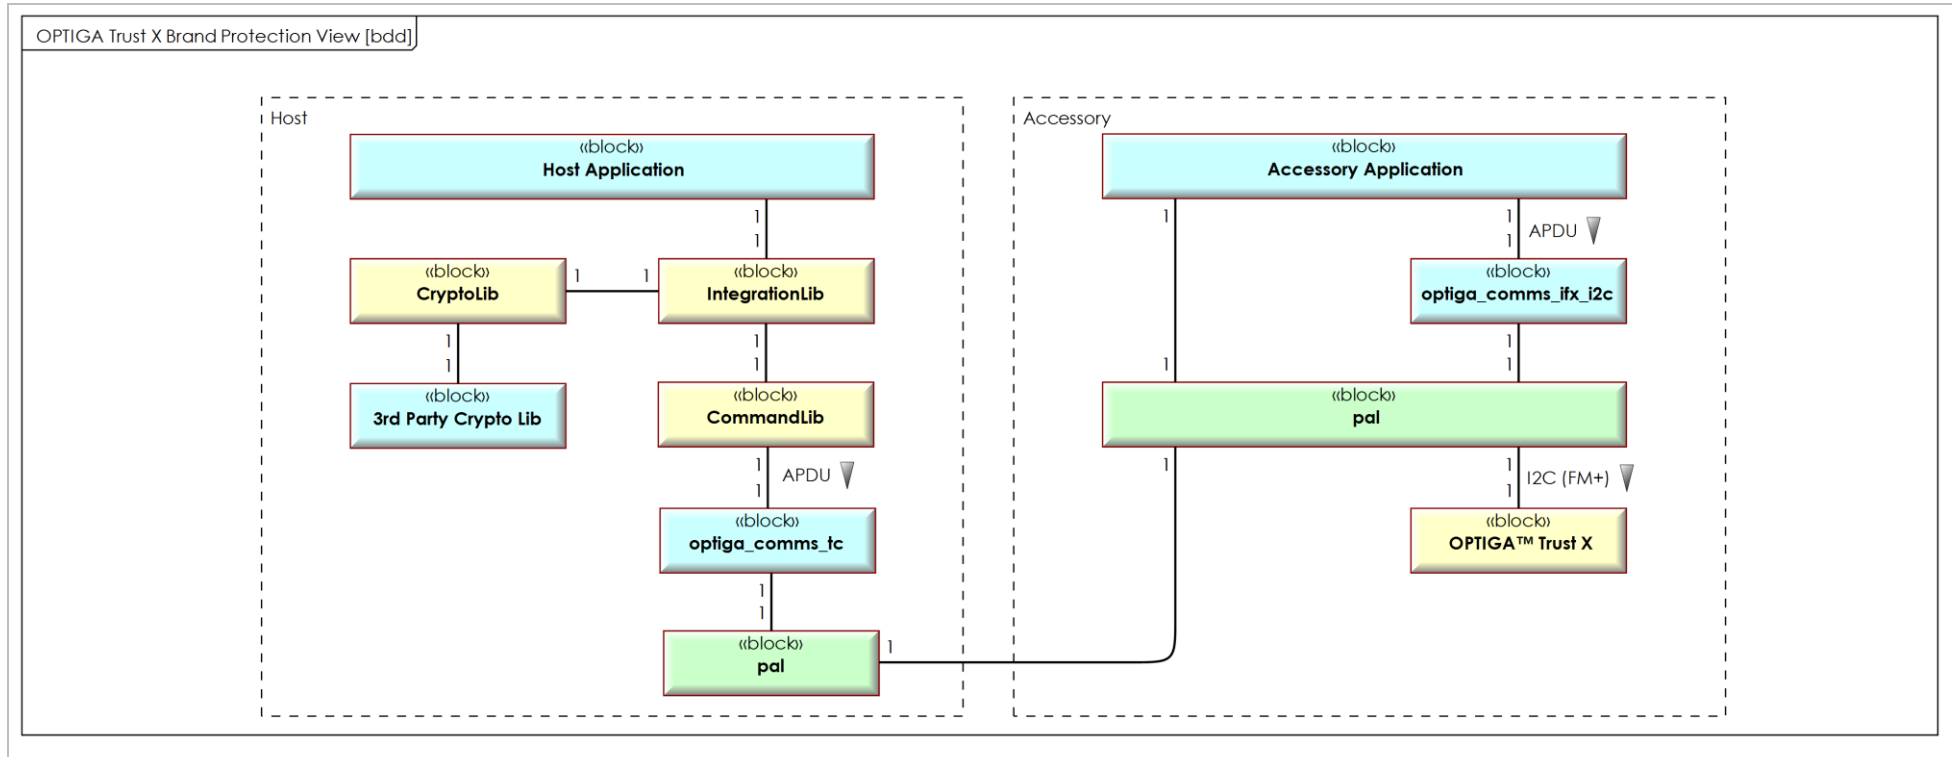 OPTIGA Trust X Brand Protection View [bdd]
Host
«block»
Host Application
1
1
«block»
CryptoLib
1
1
«block»
IntegrationLib
1
1
1
1
«block»
3rd Party Crypto Lib
«block»
CommandLib
1
1
APDU
«block»
optiga_comms_tc
1
1
«block»
pal
1
Accessory
«block»
Accessory Application
1
1
1
APDU
«block»
optiga_comms_ifx_i2c
1
1
1
«block»
pal
1
1
1
I2C (FM+)
«block»
OPTIGA™ Trust X